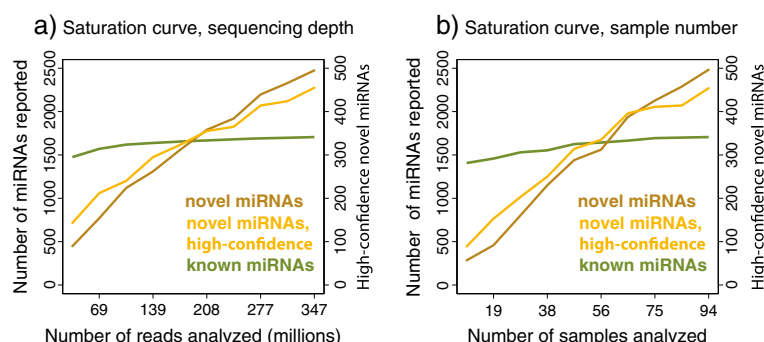 a) Saturation curve, sequencing depth
Number of miRNAs reported
0
500
1000
1500
2000
2500
High-confidence novel miRNAs
0
100
200
300
400
500
novel miRNAs
novel miRNAs,
high-confidence
known miRNAs
69 139 208 277 347
Number of reads analyzed (millions)
b) Saturation curve, sample number
Number of miRNAs reported
0
500
1000
1500
2000
2500
High-confidence novel miRNAs
0
100
200
300
400
500
novel miRNAs
novel miRNAs,
high-confidence
known miRNAs
19 38 56 75 94
Number of samples analyzed